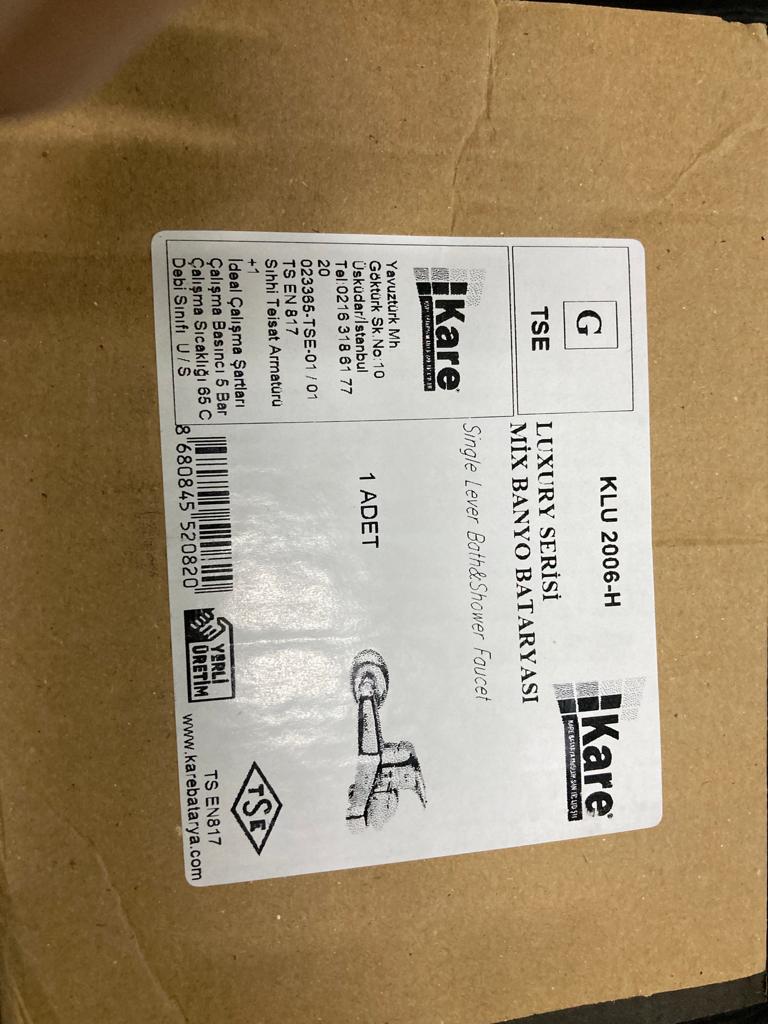 G
TSE
KLU 2006-H
LUXURY SERİSİ
MİX BANYO BATARYASI
Single Lever Bath&Shower Faucet
Kare
Kare
Yavuztürk Mh
Göktürk Sk.No:10
Üsküdar/İstanbul
Tel:0216 318 61 77
20
023365-TSE-01 / 01
TS EN 817
Sıhhi Teisat Armatürü
+1
İdeal Çalışma Şartları
Çalışma Basıncı 5 Bar
Çalışma Sıcaklığı 65 C
Debi Sınıfı U / S
1 ADET
8 680845 520820
YERLİ
ÜRETİM
TSE
TS EN817
www.karebatarya.com